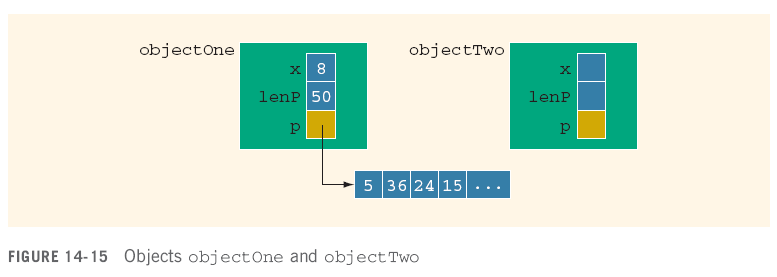 objectOne
x 8
lenP 50
p
5 36 24 15 ...
objectTwo
x
lenP
p
FIGURE 14-15 Objects objectOne and objectTwo